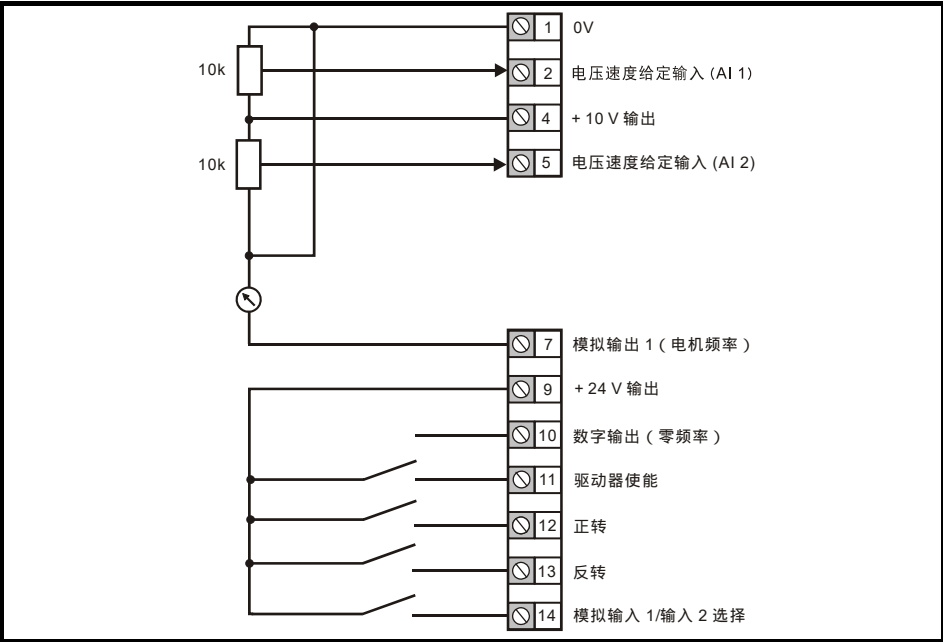 1 0V
10k
2 电压速度给定输入 (AI 1)
4 + 10 V 输出
10k
5 电压速度给定输入 (AI 2)
7 模拟输出 1 ( 电机频率 )
9 + 24 V 输出
10 数字输出 ( 零频率 )
11 驱动器使能
12 正转
13 反转
14 模拟输入 1/输入 2 选择